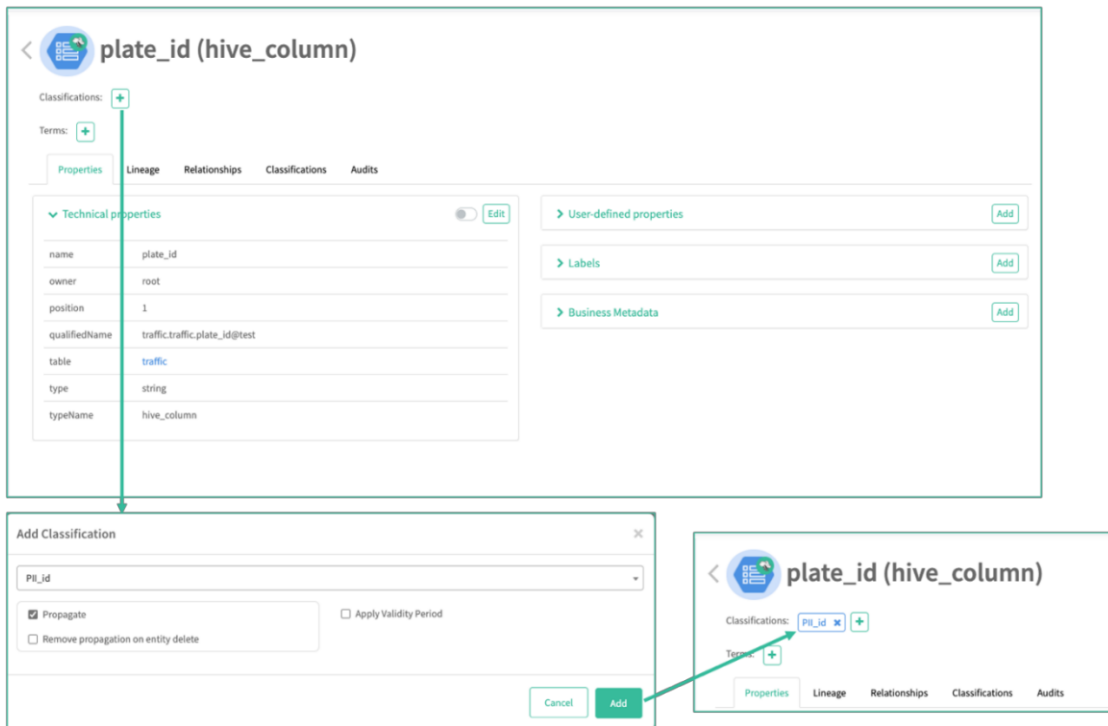 plate_id (hive_column)
Classifications: +
Terms: +
Properties Lineage Relationships Classifications Audits
Technical properties Edit
name plate_id
owner root
position 1
qualifiedName traffic.traffic.plate_id@test
table traffic
type string
typeName hive_column
User-defined properties Add
Labels Add
Business Metadata Add
Add Classification ×
PII_id
Propagate
Remove propagation on entity delete
Apply Validity Period
Cancel Add
plate_id (hive_column)
Classifications: PII_id × +
Terms: +
Properties Lineage Relationships Classifications Audits